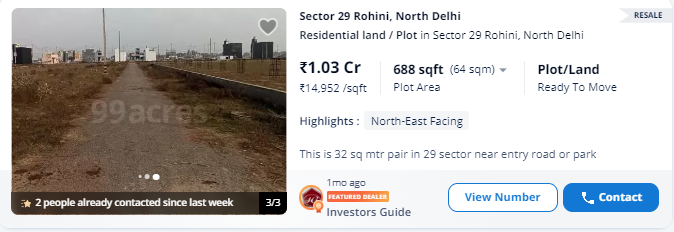 Sector 29 Rohini, North Delhi
RESALE
Residential land / Plot in Sector 29 Rohini, North Delhi
₹1.03 Cr
688 sqft (64 sqm)
Plot/Land
₹14,952 /sqft
Plot Area
Ready To Move
99acres
Highlights :
North-East Facing
This is 32 sq mtr pair in 29 sector near entry road or park
2 people already contacted since last week
3/3
1mo ago
FEATURED DEALER
Investors Guide
View Number
Contact